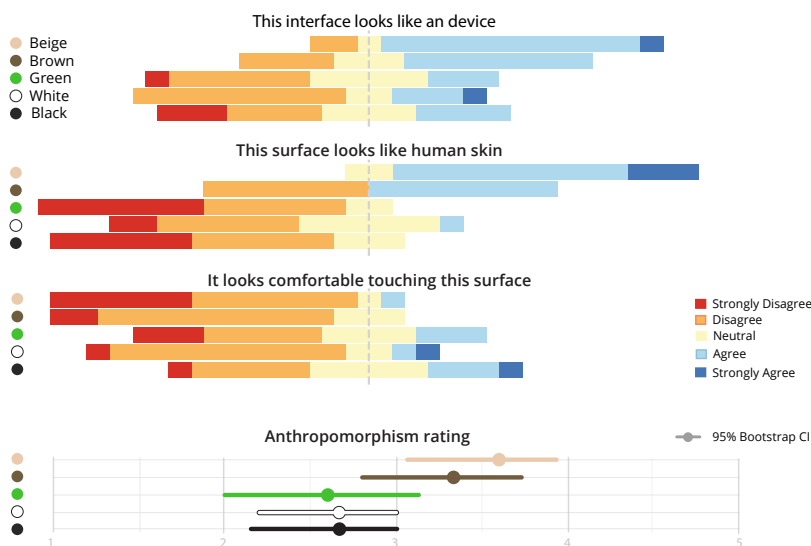 This interface looks like an device
Beige
Brown
Green
White
Black
This surface looks like human skin
It looks comfortable touching this surface
Strongly Disagree
Disagree
Neutral
Agree
Strongly Agree
Anthropomorphism rating
95% Bootstrap CI
1 2 3 4 5